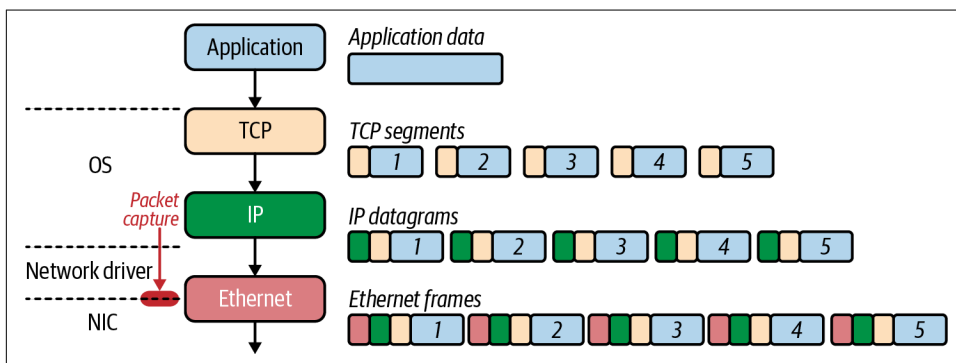 Application
Application data
TCP
TCP segments
1 2 3 4 5
OS
Packet
capture
IP
IP datagrams
1 2 3 4 5
Network driver
Ethernet
Ethernet frames
NIC
1 2 3 4 5